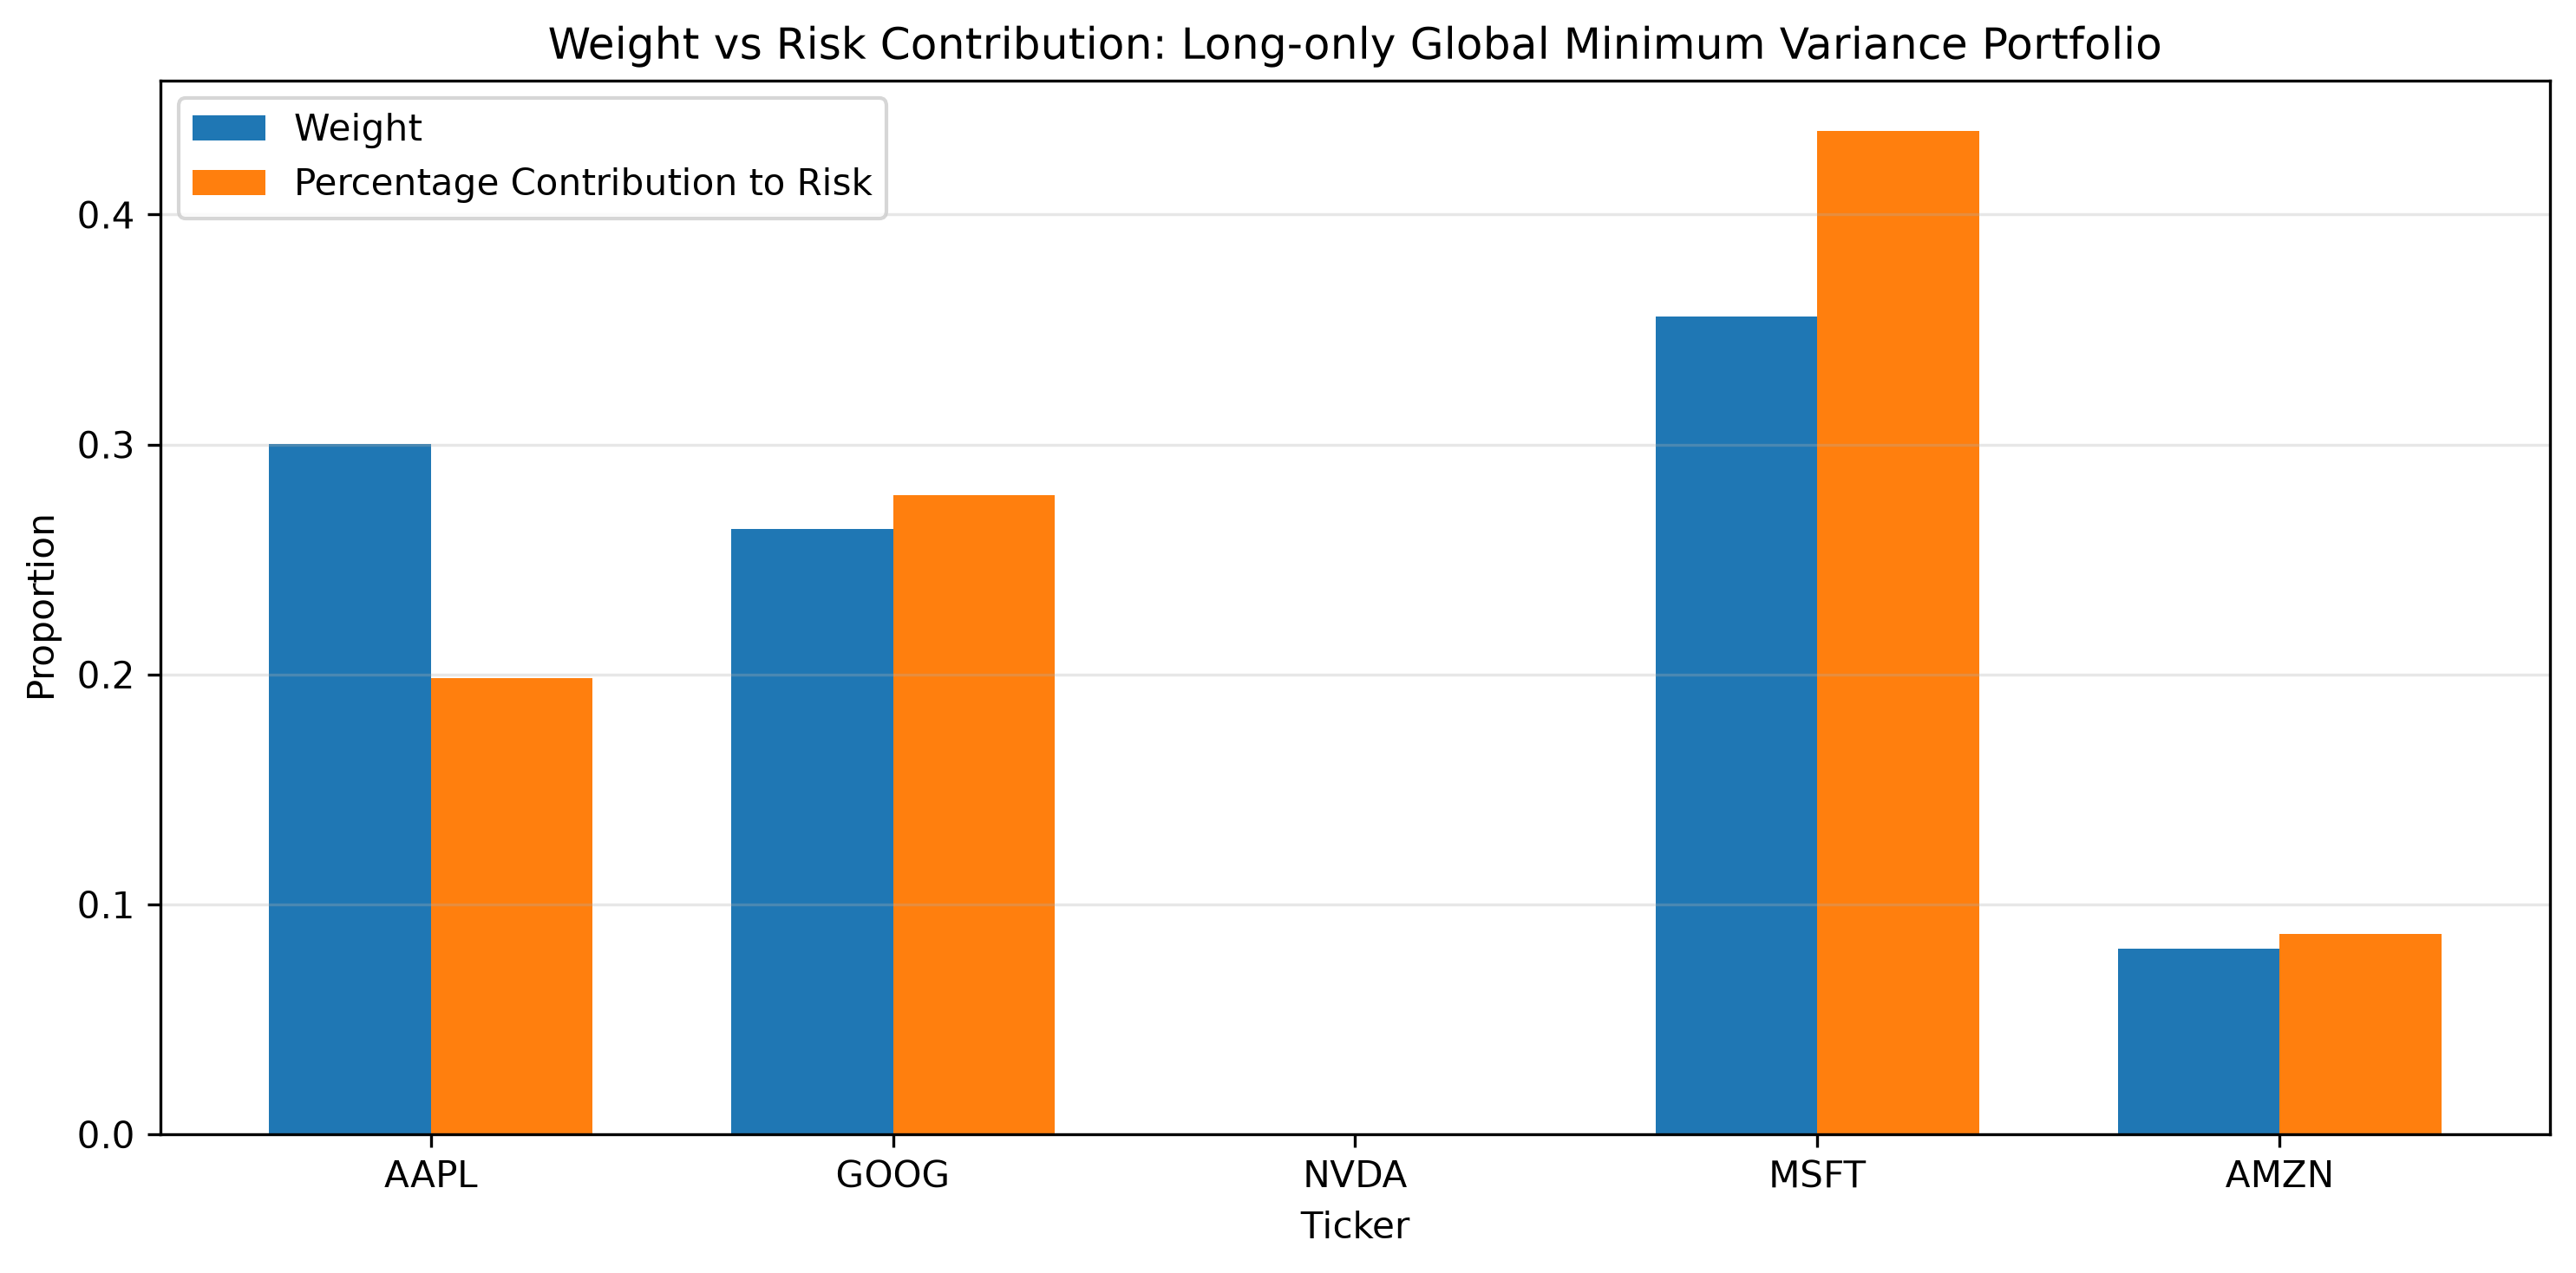 Weight vs Risk Contribution: Long-only Global Minimum Variance Portfolio
Weight
Percentage Contribution to Risk
Proportion
0.4
0.3
0.2
0.1
0.0
AAPL GOOG NVDA MSFT AMZN
Ticker